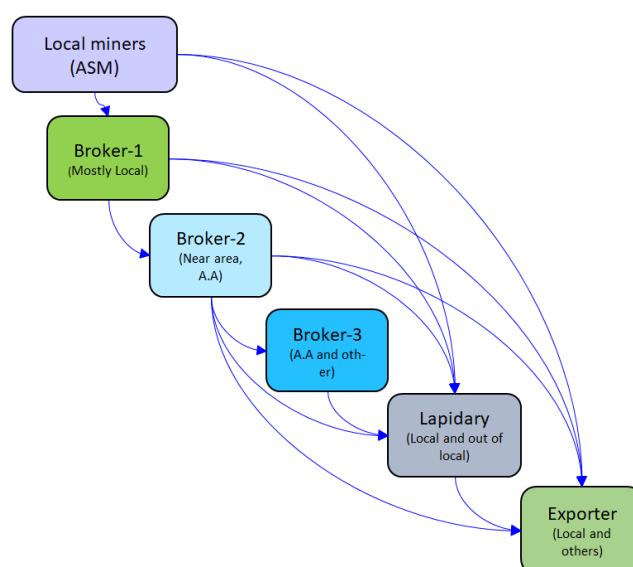 Local miners
(ASM)
Broker-1
(Mostly Local)
Broker-2
(Near area,
A.A)
Broker-3
(A.A and oth-
er)
Lapidary
(Local and out of
local)
Exporter
(Local and
others)